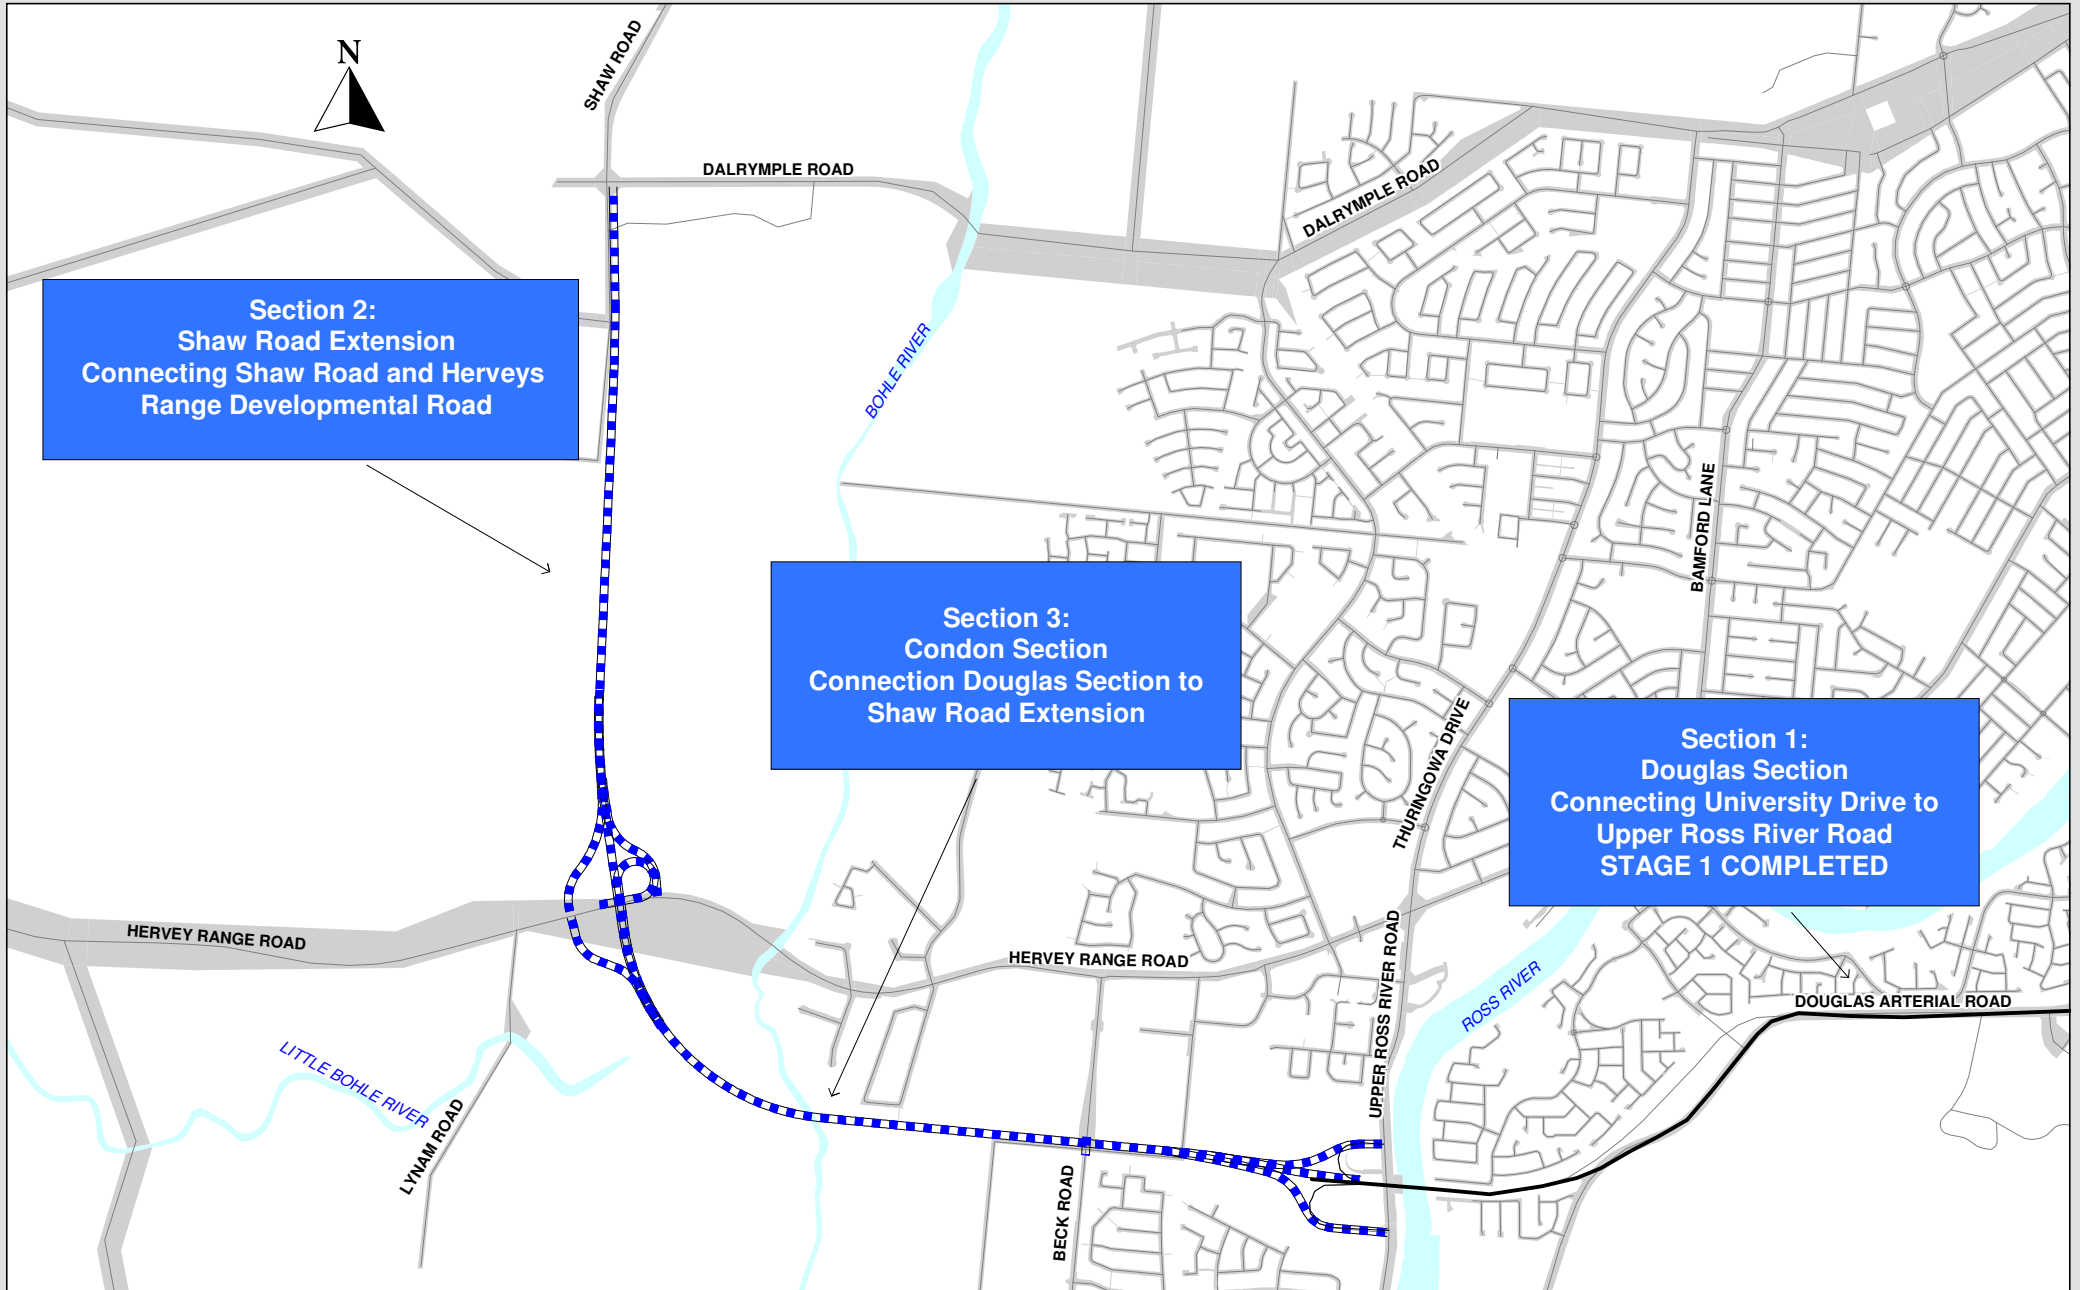 N
SHAW ROAD
DALRYMPLE ROAD
DALRYMPLE ROAD
Section 2:
Shaw Road Extension
Connecting Shaw Road and Herveys
Range Developmental Road
BOHLE RIVER
BAMFORD LANE
Section 3:
Condon Section
Connection Douglas Section to
Shaw Road Extension
THURINGOWA DRIVE
Section 1:
Douglas Section
Connecting University Drive to
Upper Ross River Road
STAGE 1 COMPLETED
HERVEY RANGE ROAD
HERVEY RANGE ROAD
UPPER ROSS RIVER ROAD
ROSS RIVER
DOUGLAS ARTERIAL ROAD
LITTLE BOHLE RIVER
LYNAM ROAD
BECK ROAD